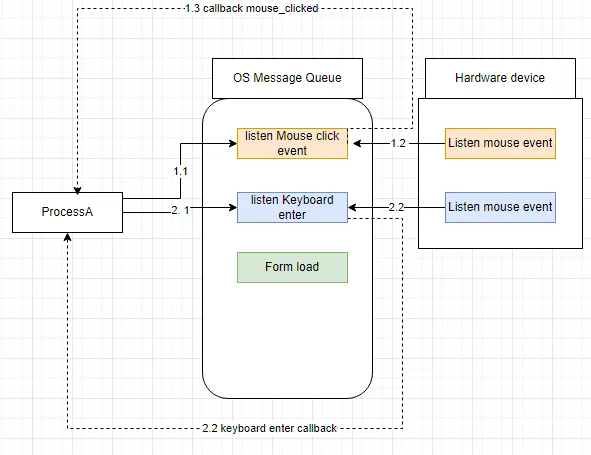 1.3 callback mouse_clicked
OS Message Queue
Hardware device
listen Mouse click
event
1.2
Listen mouse event
1.1
ProcessA
2. 1
listen Keyboard
enter
2.2
Listen mouse event
Form load
2.2 keyboard enter callback